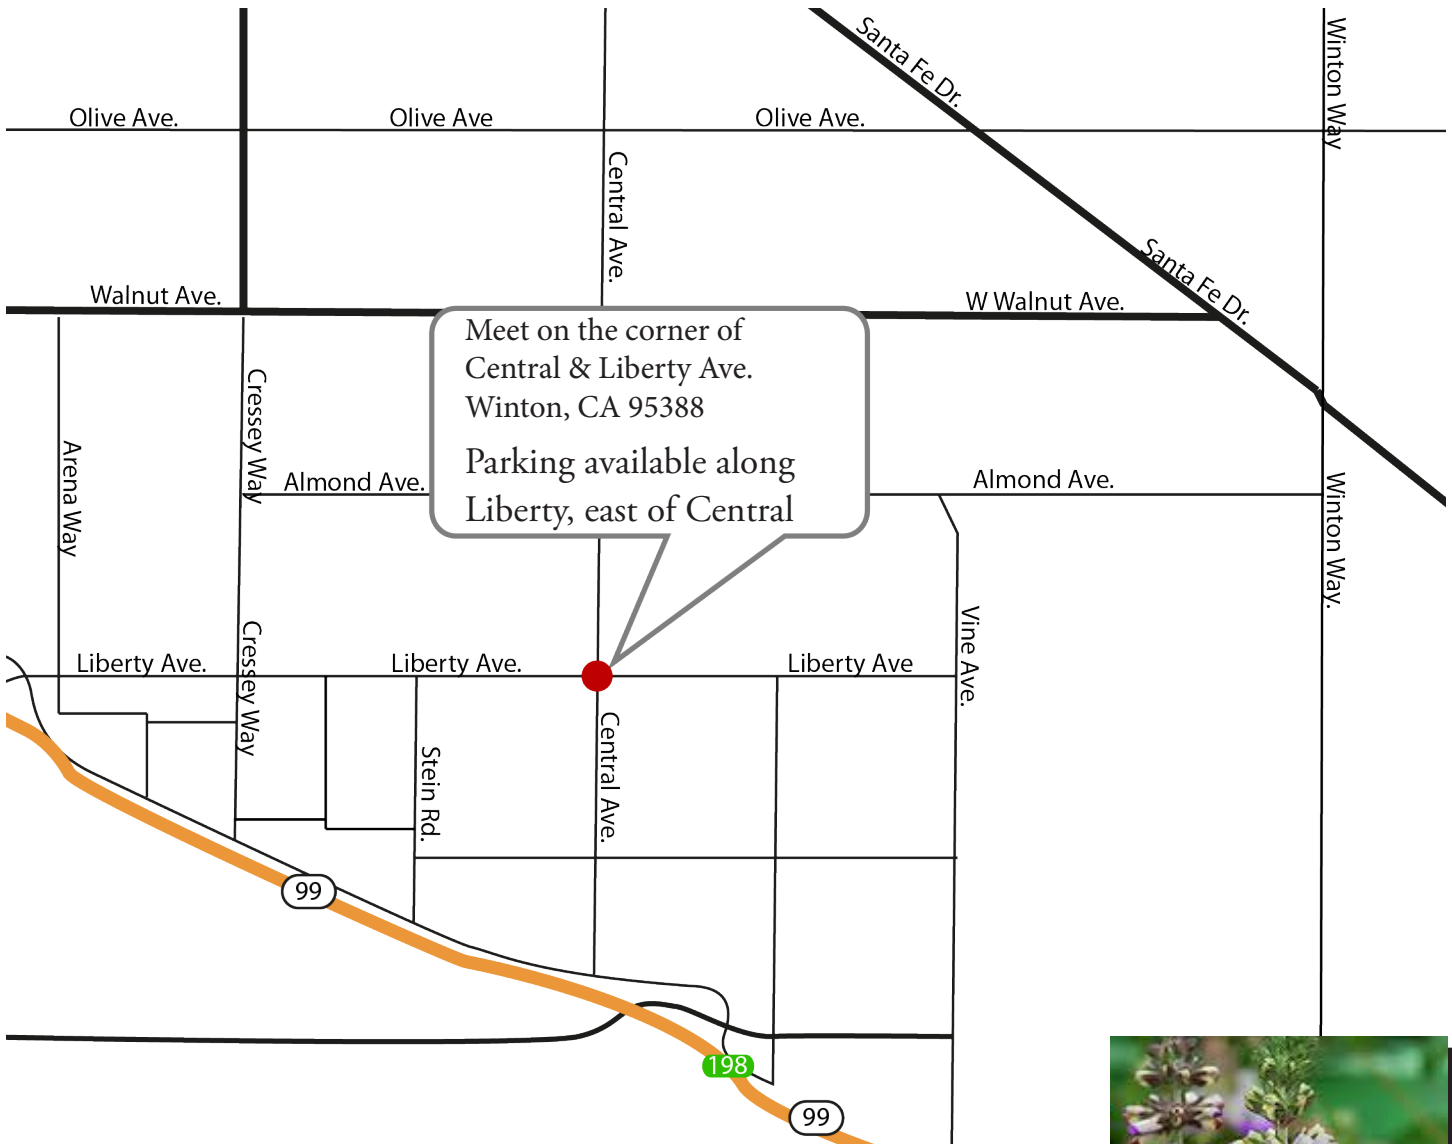 Santa Fe Dr.
Winton Way
Olive Ave.
Olive Ave
Olive Ave.
Central Ave.
Santa Fe Dr.
Walnut Ave.
W Walnut Ave.
Meet on the corner of
Central & Liberty Ave.
Winton, CA 95388
Parking available along
Liberty, east of Central
Cressey Way
Arena Way
Almond Ave.
Almond Ave.
Winton Way.
Vine Ave.
Liberty Ave.
Cressey Way
Liberty Ave.
Liberty Ave
Central Ave.
Stein Rd.
99
198
99